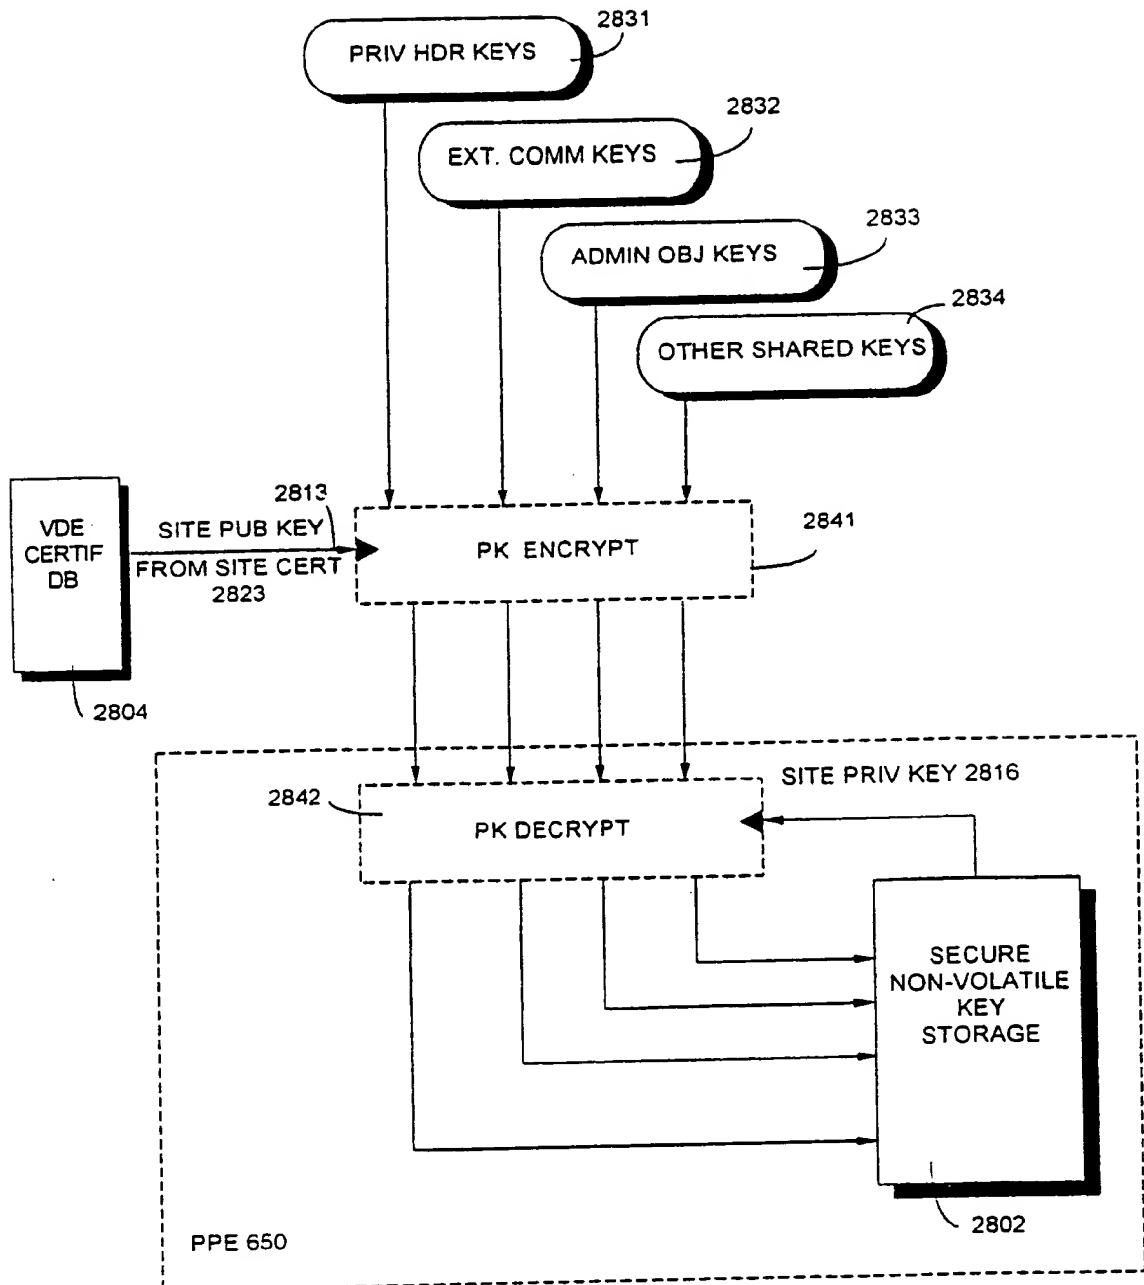 2831
PRIV HDR KEYS
2832
EXT. COMM KEYS
2833
ADMIN OBJ KEYS
2834
OTHER SHARED KEYS
2813
VDE
CERTIF
DB
SITE PUB KEY
FROM SITE CERT
2823
PK ENCRYPT
2841
2804
SITE PRIV KEY 2816
2842
PK DECRYPT
SECURE
NON-VOLATILE
KEY
STORAGE
2802
PPE 650